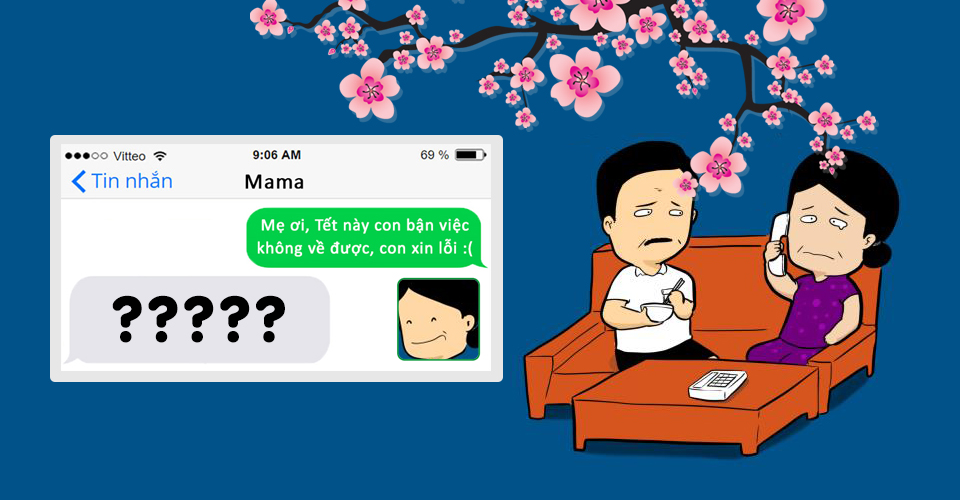 Vitteo 9:06 AM 69 %
Tin nhắn Mama
Mẹ ơi, Tết này con bận việc
không về được, con xin lỗi :(
?????